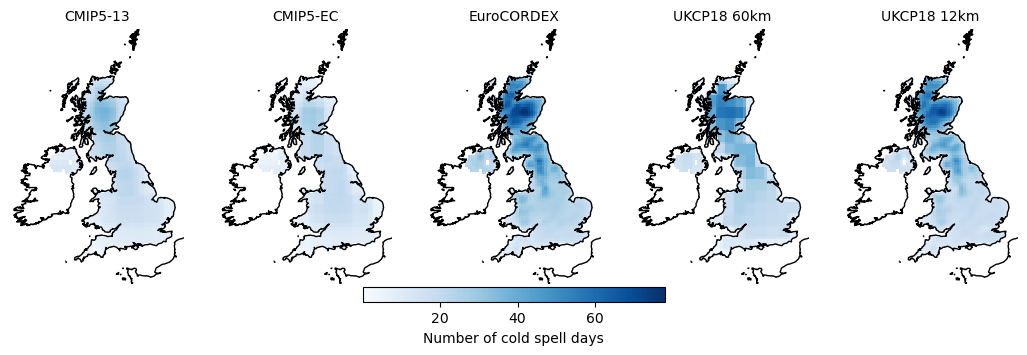 CMIP5-13
CMIP5-EC
EuroCORDEX
UKCP18 60km
UKCP18 12km
20
40
60
Number of cold spell days